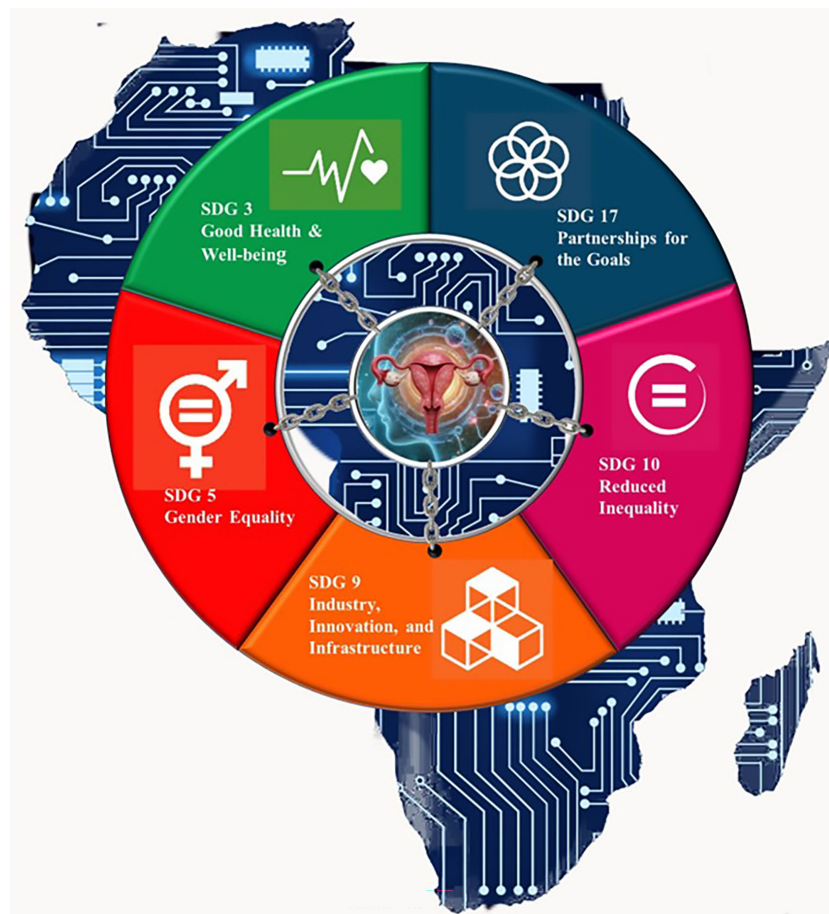 SDG 3
Good Health &
Well-being
SDG 17
Partnerships for
the Goals
SDG 5
Gender Equality
SDG 10
Reduced
Inequality
SDG 9
Industry,
Innovation, and
Infrastructure